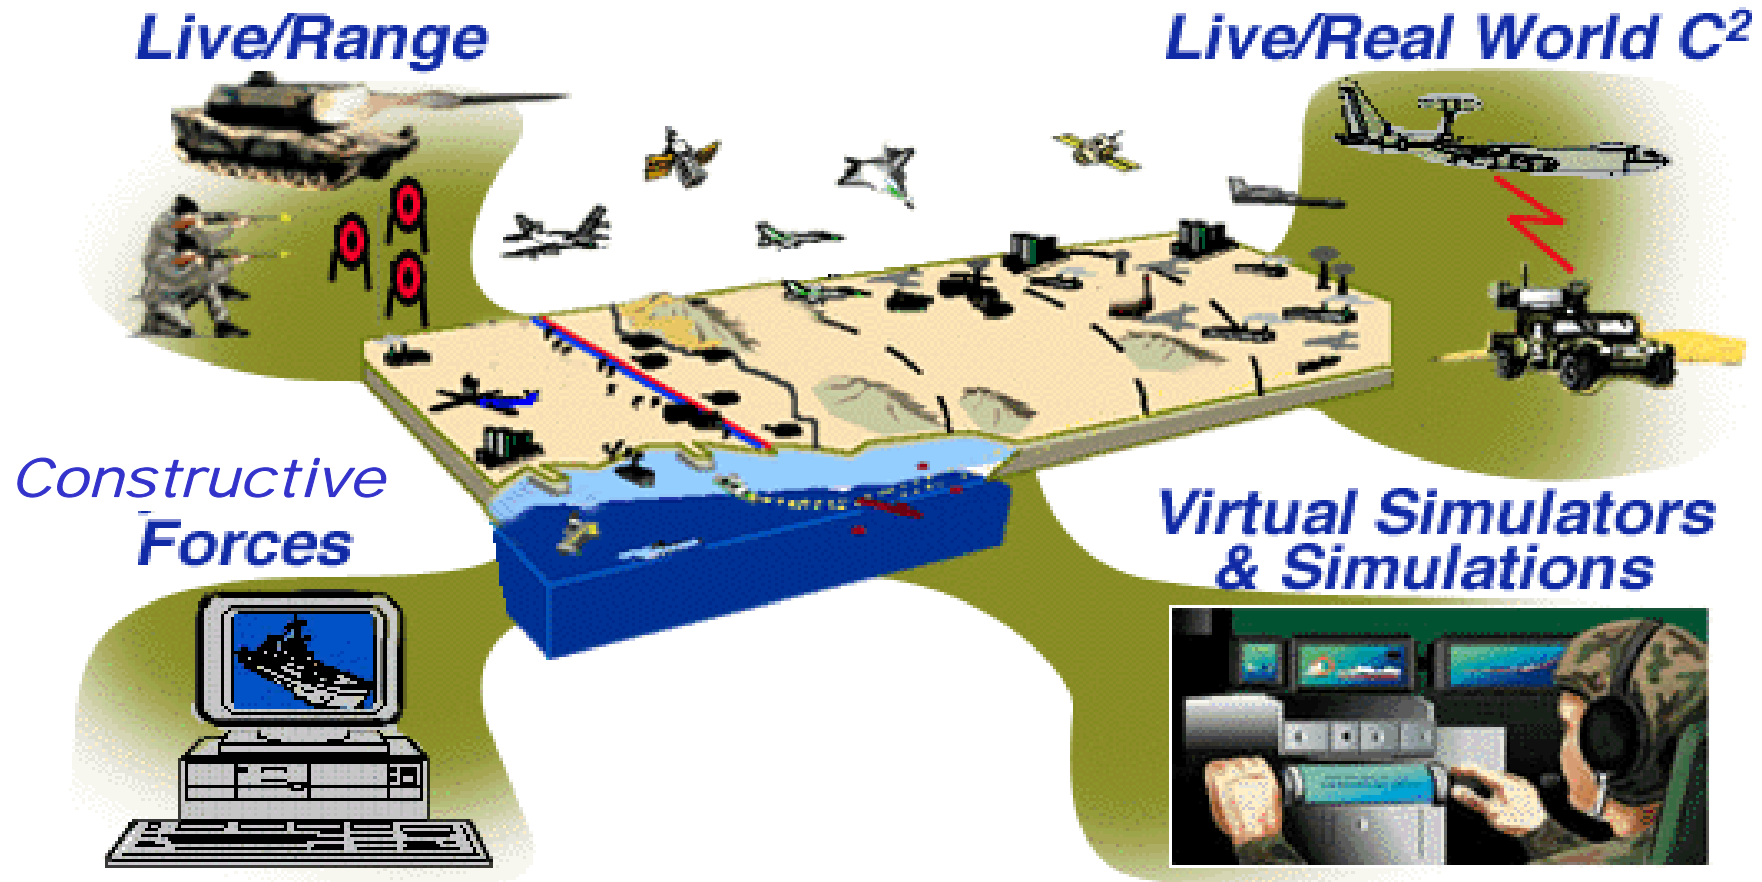 Live/Range
Live/Real World C²
Constructive
Forces
Virtual Simulators
& Simulations